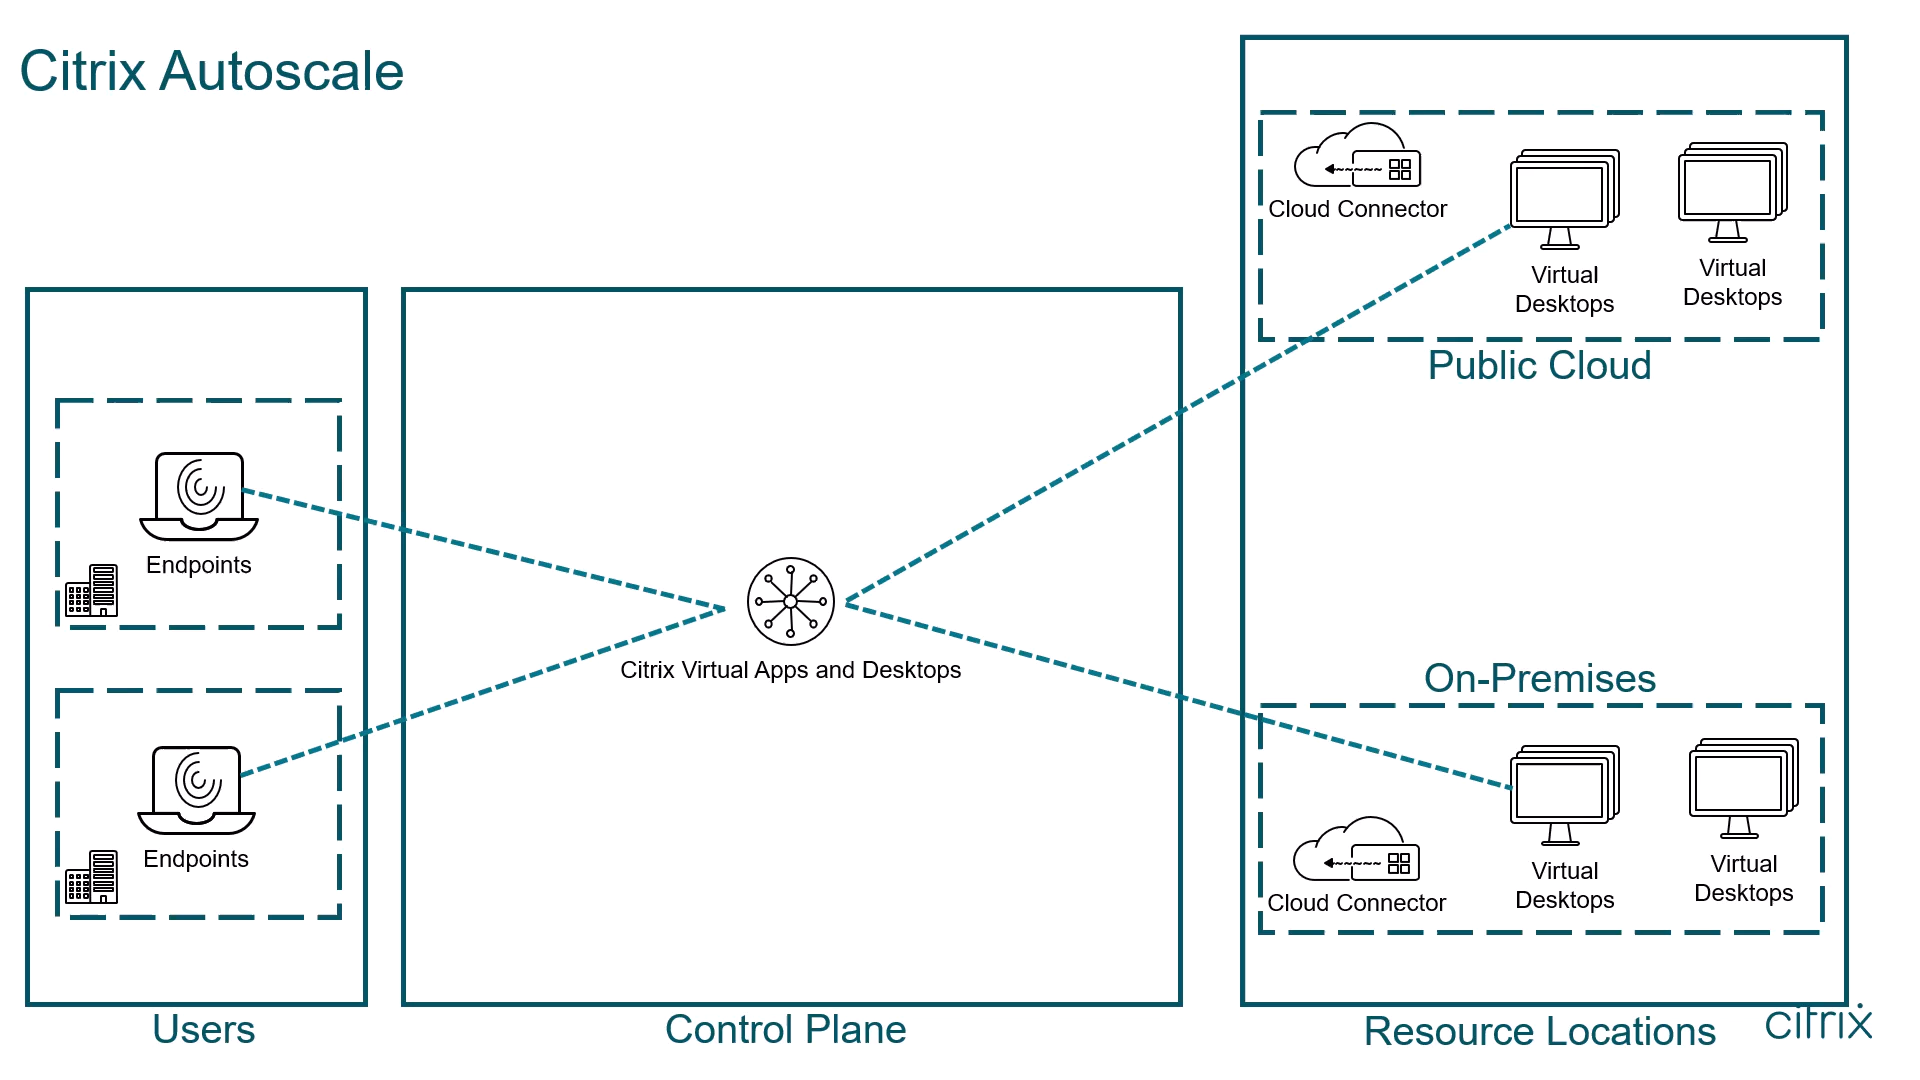 Citrix Autoscale
Endpoints
Endpoints
Users
Citrix Virtual Apps and Desktops
Control Plane
Cloud Connector
Virtual
Desktops
Virtual
Desktops
Public Cloud
On-Premises
Cloud Connector
Virtual
Desktops
Virtual
Desktops
Resource Locations
citrix